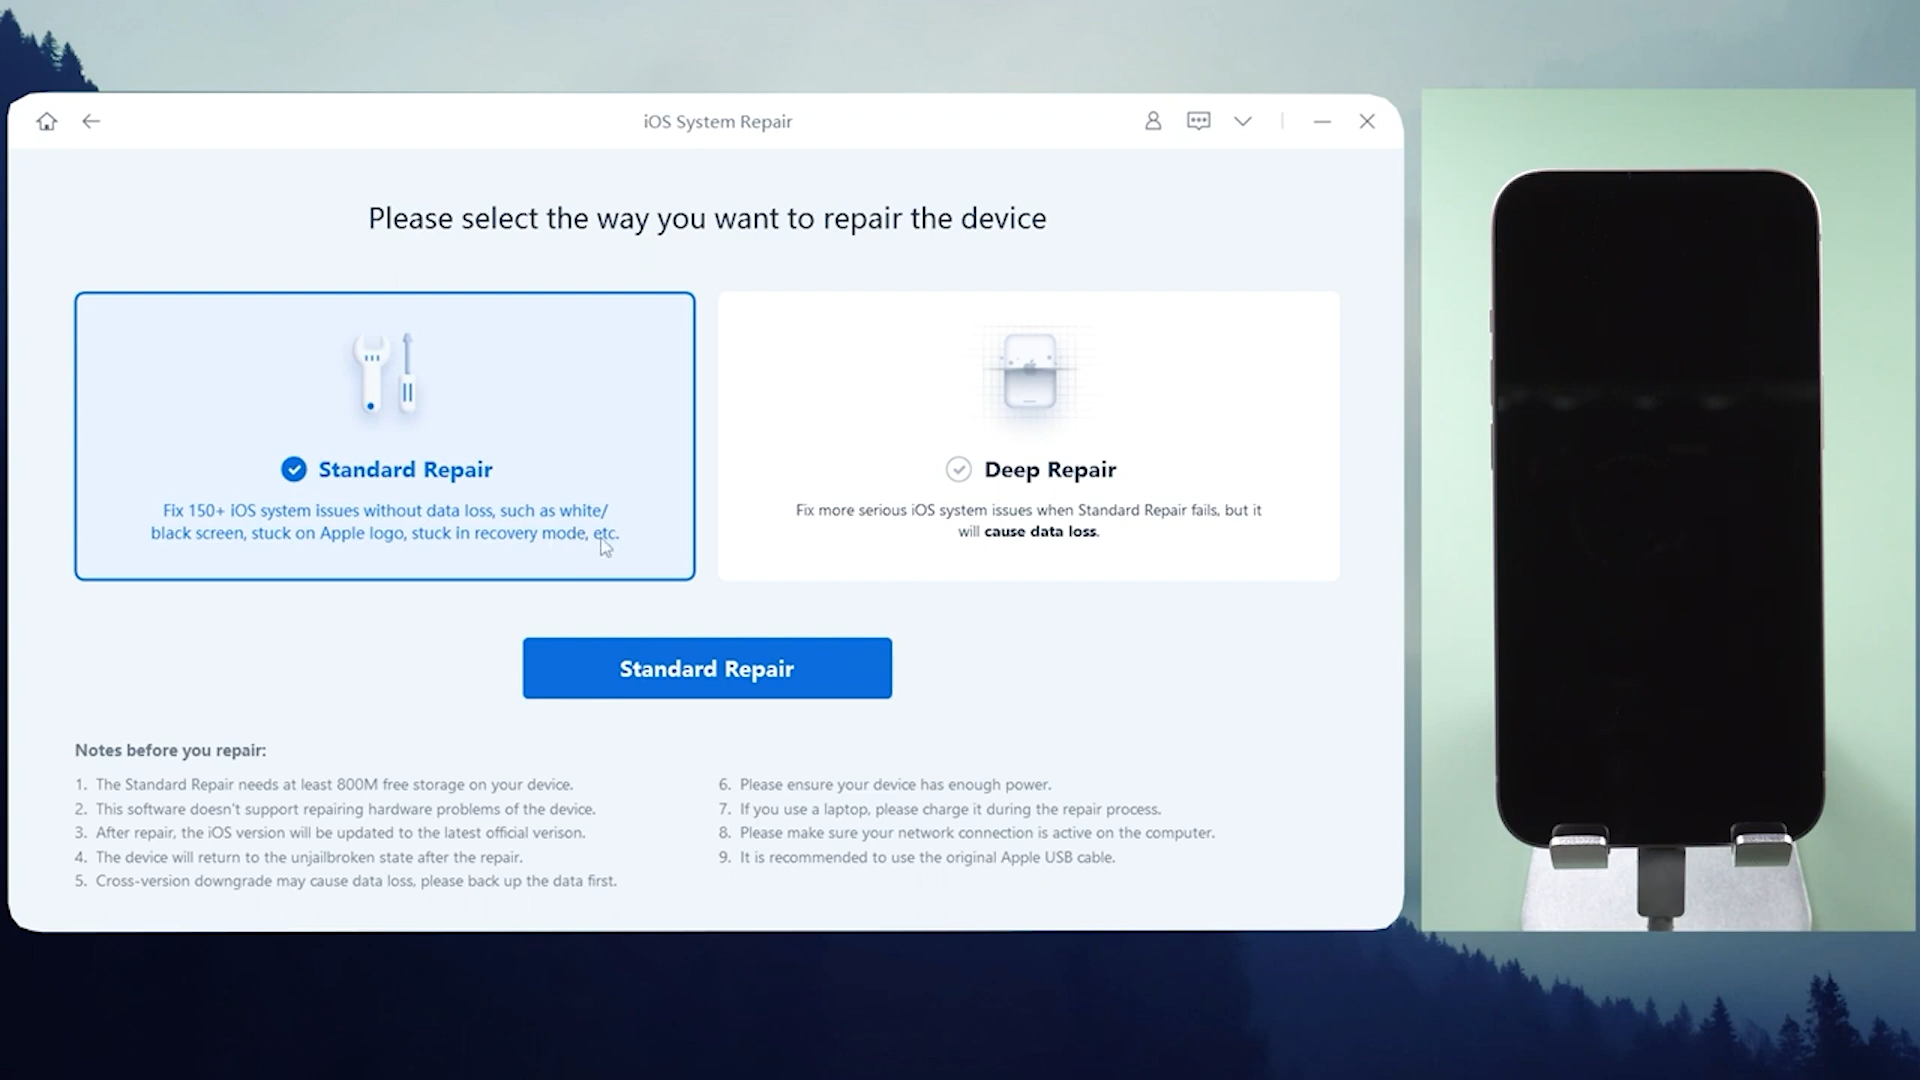 iOS System Repair
Please select the way you want to repair the device
Standard Repair
Fix 150+ iOS system issues without data loss, such as white/
black screen, stuck on Apple logo, stuck in recovery mode, etc.
Deep Repair
Fix more serious iOS system issues when Standard Repair fails, but it
will cause data loss.
Standard Repair
Notes before you repair:
1. The Standard Repair needs at least 800M free storage on your device.
2. This software doesn't support repairing hardware problems of the device.
3. After repair, the iOS version will be updated to the latest official verison.
4. The device will return to the unjailbroken state after the repair.
5. Cross-version downgrade may cause data loss, please back up the data first.
6. Please ensure your device has enough power.
7. If you use a laptop, please charge it during the repair process.
8. Please make sure your network connection is active on the computer.
9. It is recommended to use the original Apple USB cable.